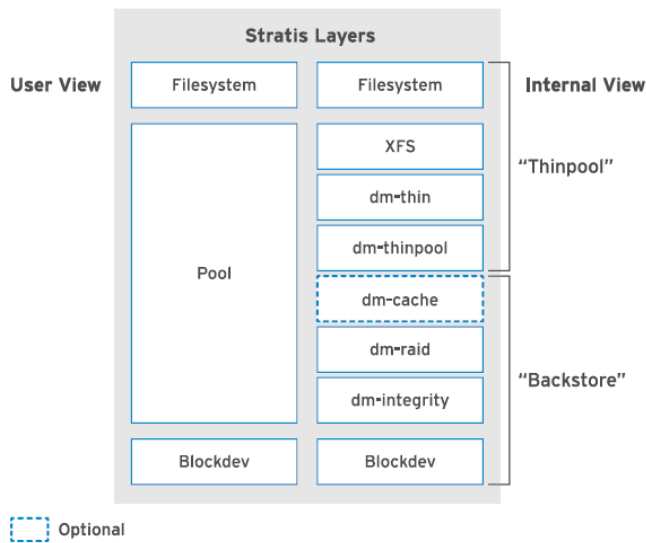 Stratis Layers
User View
Filesystem
Filesystem
Internal View
XFS
"Thinpool"
dm-thin
dm-thinpool
Pool
dm-cache
dm-raid
"Backstore"
dm-integrity
Blockdev
Blockdev
Optional